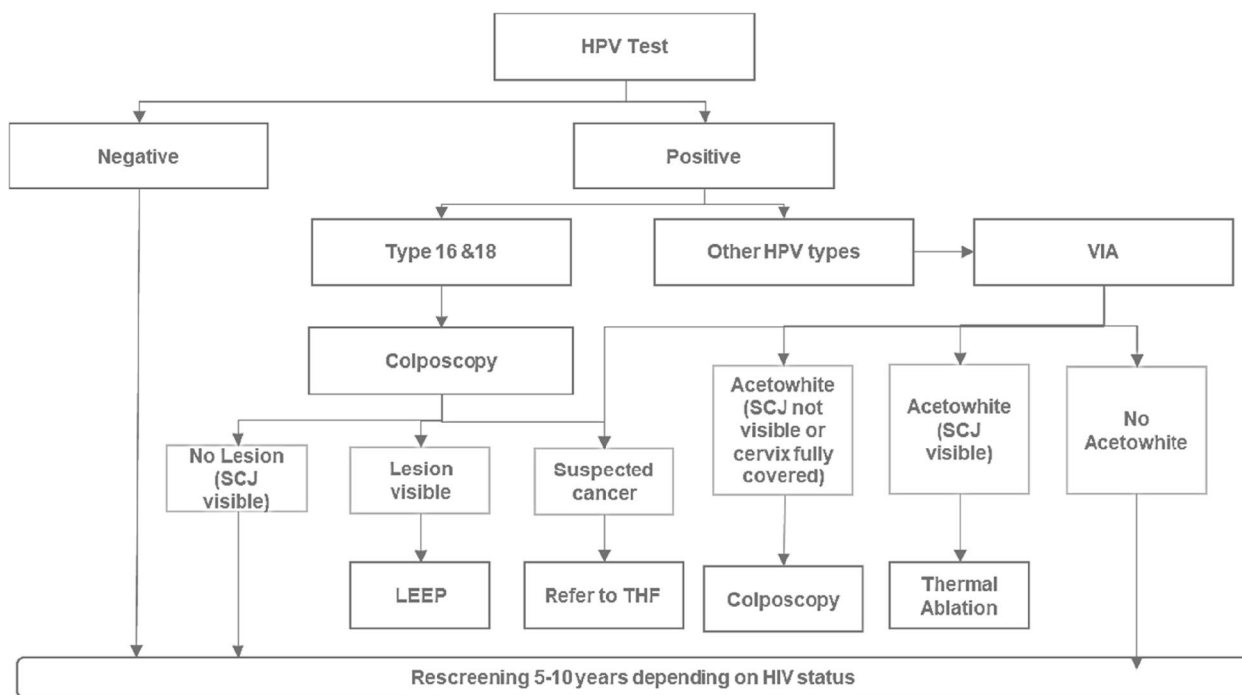 HPV Test
Negative
Positive
Type 16 &18
Other HPV types
VIA
Colposcopy
Acetowhite
(SCJ not
visible or
cervix fully
covered)
Acetowhite
(SCJ
visible)
No
Acetowhite
No Lesion
(SCJ
visible)
Lesion
visible
Suspected
cancer
LEEP
Refer to THF
Colposcopy
Thermal
Ablation
Rescreening 5-10 years depending on HIV status